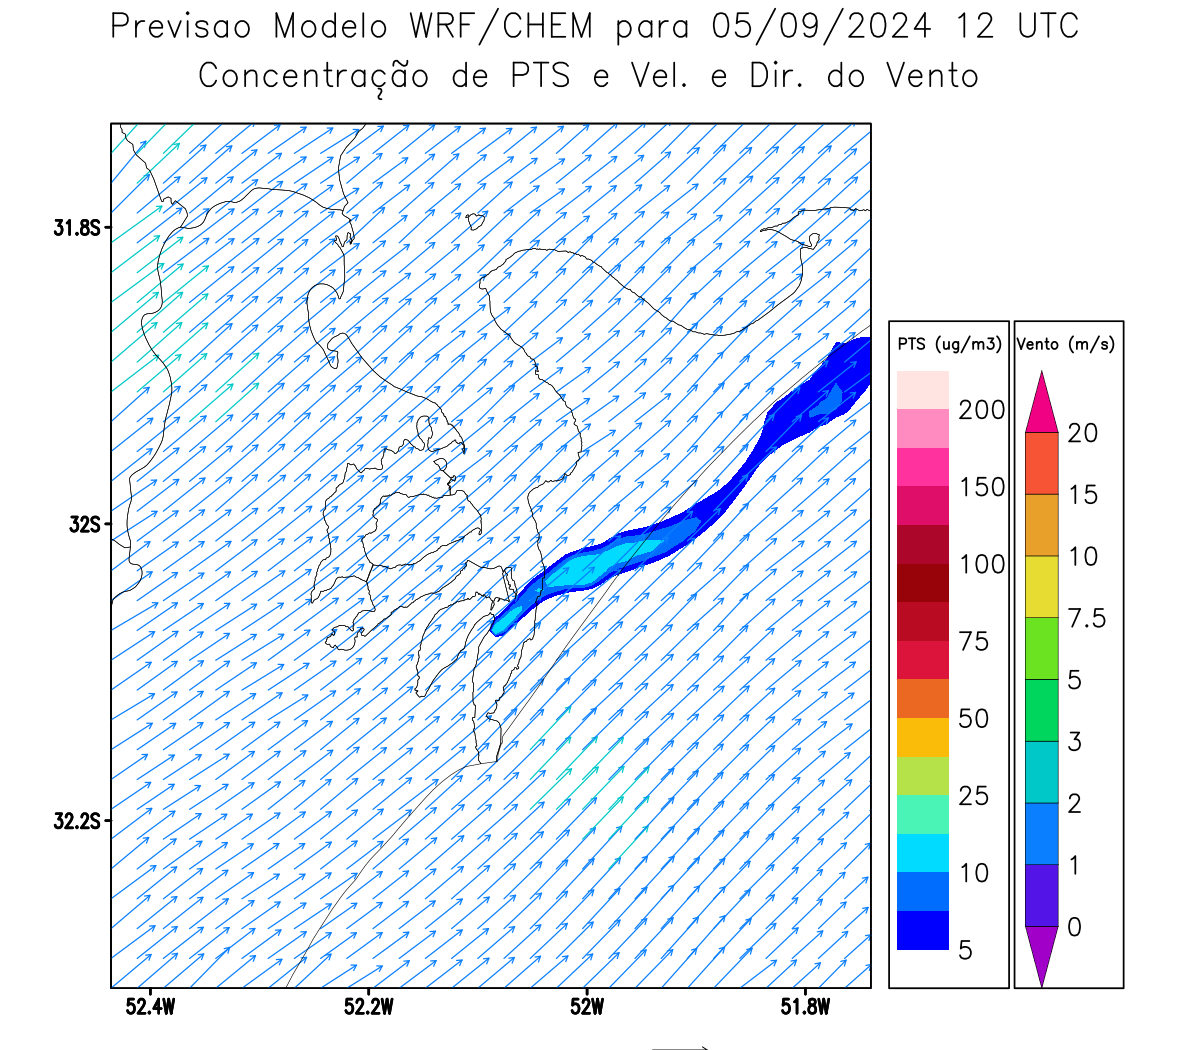 Previsao Modelo WRF/CHEM para 05/09/2024 12 UTC
Concentração de PTS e Vel. e Dir. do Vento
31.8S
32S
32.2S
52.4W
52.2W
52W
51.8W
PTS (ug/m3)
200
150
100
75
50
25
10
5
Vento (m/s)
20
15
10
7.5
5
3
2
1
0